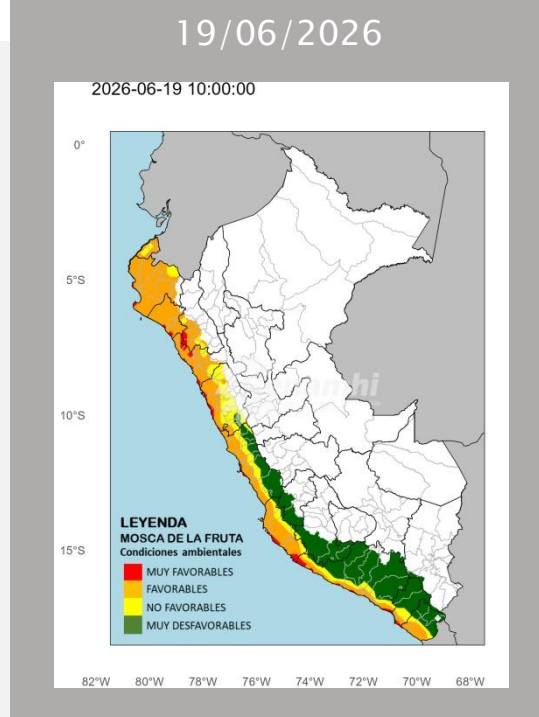 19/06/2026
2026-06-19 10:00:00
0°
5°S
10°S
15°S
LEYENDA
MOSCA DE LA FRUTA
Condiciones ambientales
MUY FAVORABLES
FAVORABLES
NO FAVORABLES
MUY DESFAVORABLES
82°W 80°W 78°W 76°W 74°W 72°W 70°W 68°W